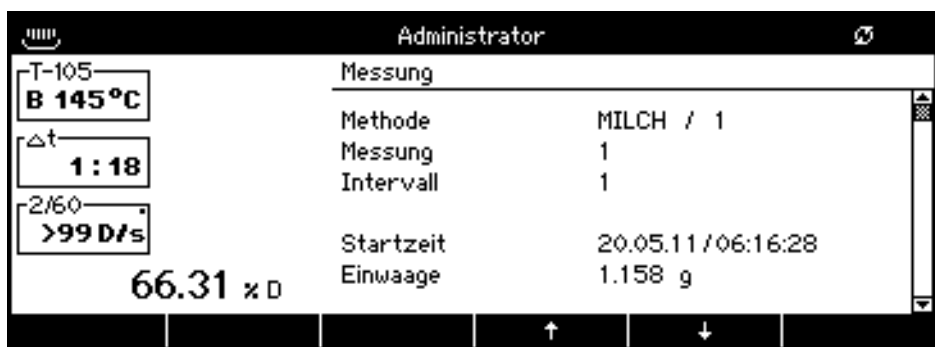 Administrator
T-105
B 145°C
△t
1:18
2/60
>99 D/s
66.31 % D
Messung
Methode MILCH / 1
Messung 1
Intervall 1
Startzeit 20.05.11/06:16:28
Einwaage 1.158 g